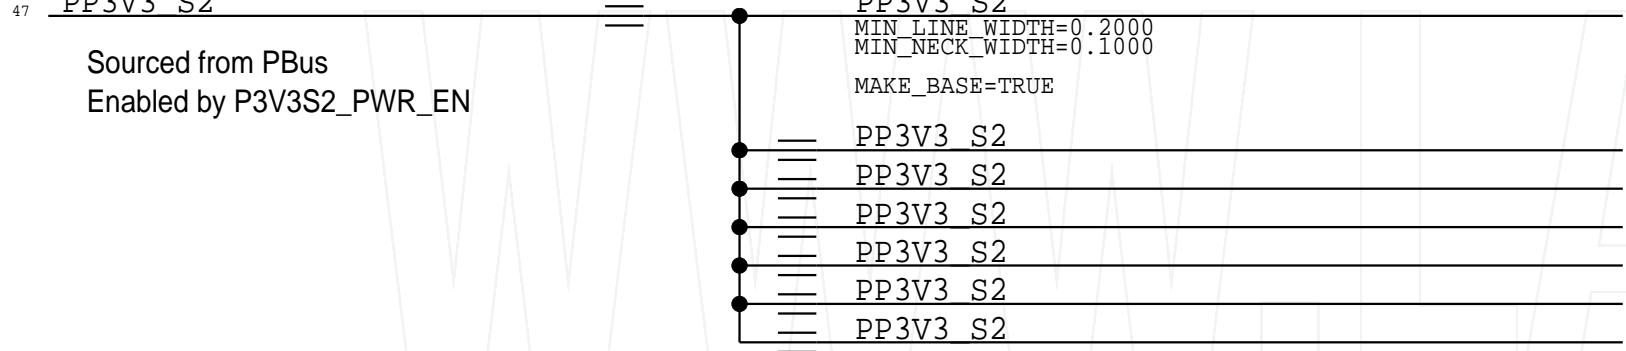 47 PP3V3_S2
PP3V3_S2
MIN_LINE_WIDTH=0.2000
MIN_NECK_WIDTH=0.1000
Sourced from PBus
MAKE_BASE=TRUE
Enabled by P3V3S2_PWR_EN
PP3V3_S2
PP3V3_S2
PP3V3_S2
PP3V3_S2
PP3V3_S2
PP3V3_S2